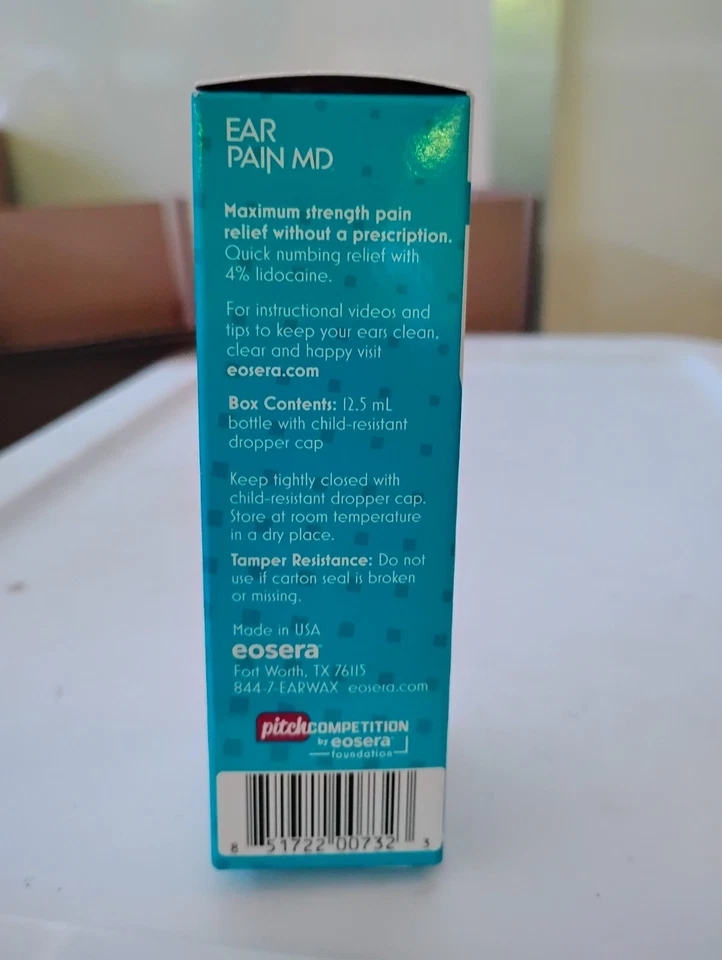 EAR
PAIN MD
Maximum strength pain
relief without a prescription.
Quick numbing relief with
4% lidocaine.
For instructional videos and
tips to keep your ears clean,
clear and happy visit
eosera.com
Box Contents: 12.5 mL
bottle with child-resistant
dropper cap
Keep tightly closed with
child-resistant dropper cap.
Store at room temperature
in a dry place.
Tamper Resistance: Do not
use if carton seal is broken
or missing.
Made in USA
eosera
Fort Worth, TX 76115
844-7-EARWAX eosera.com
pitchCOMPETITION
by eosera
foundation
8 51722 00732 3